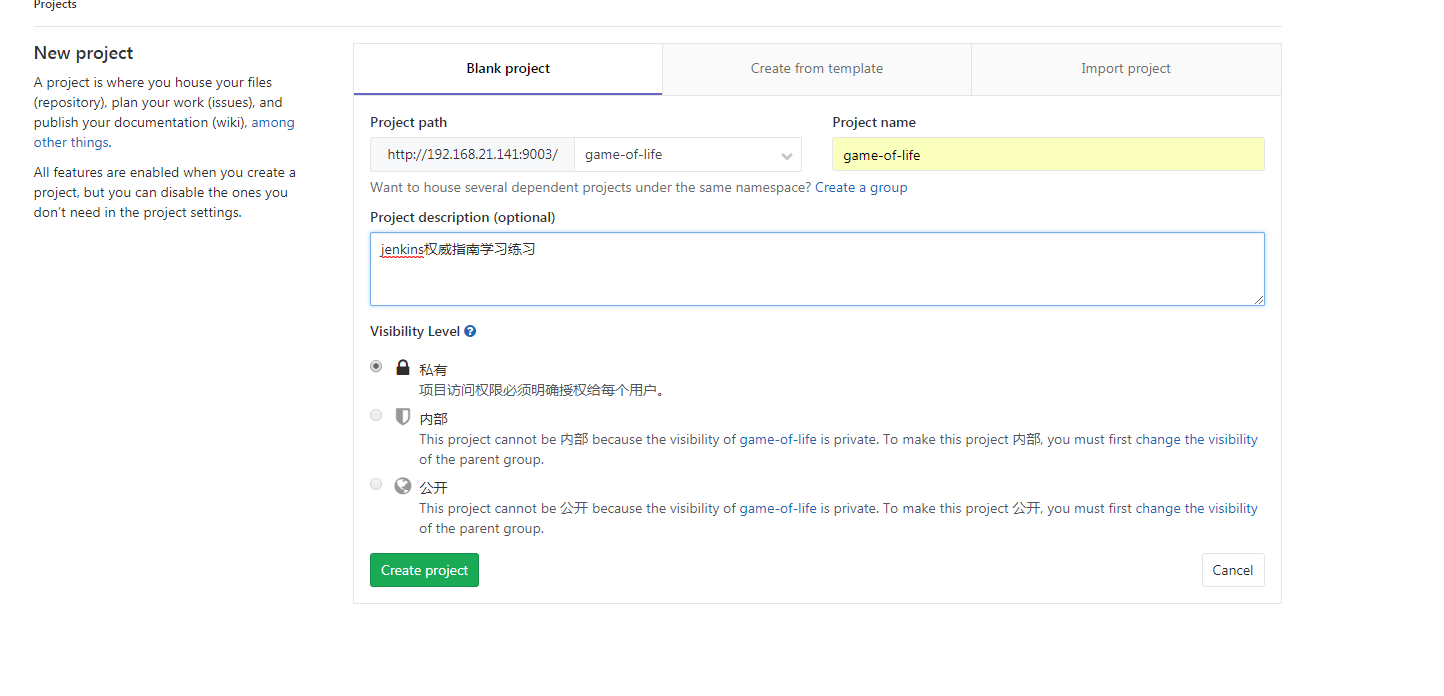 Projects
New project
A project is where you house your files
(repository), plan your work (issues), and
publish your documentation (wiki), among
other things.
All features are enabled when you create a
project, but you can disable the ones you
don't need in the project settings.
Blank project
Create from template
Import project
Project path
Project name
http://192.168.21.141:9003/
game-of-life
game-of-life
Want to house several dependent projects under the same namespace? Create a group
Project description (optional)
jenkins权威指南学习练习
Visibility Level
私有
项目访问权限必须明确授权给每个用户。
内部
This project cannot be 内部 because the visibility of game-of-life is private. To make this project 内部, you must first change the visibility
of the parent group.
公开
This project cannot be 公开 because the visibility of game-of-life is private. To make this project 公开, you must first change the visibility
of the parent group.
Create project
Cancel